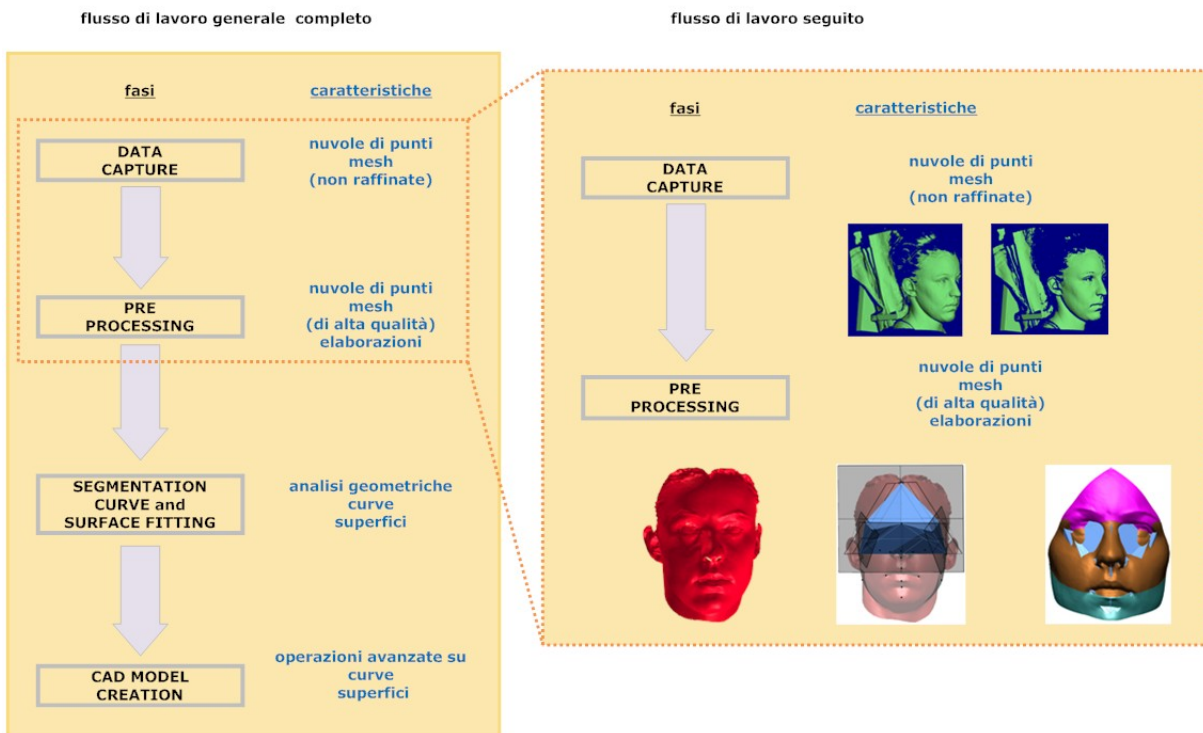 flusso di lavoro generale  completo
fasi
caratteristiche
DATA
CAPTURE
nuvole di punti
mesh
(non raffinate)
PRE
PROCESSING
nuvole di punti
mesh
(di alta qualità)
elaborazioni
SEGMENTATION
CURVE and
SURFACE FITTING
analisi geometriche
curve
superfici
CAD MODEL
CREATION
operazioni avanzate su
curve
superfici
flusso di lavoro seguito
fasi
caratteristiche
DATA
CAPTURE
nuvole di punti
mesh
(non raffinate)
PRE
PROCESSING
nuvole di punti
mesh
(di alta qualità)
elaborazioni